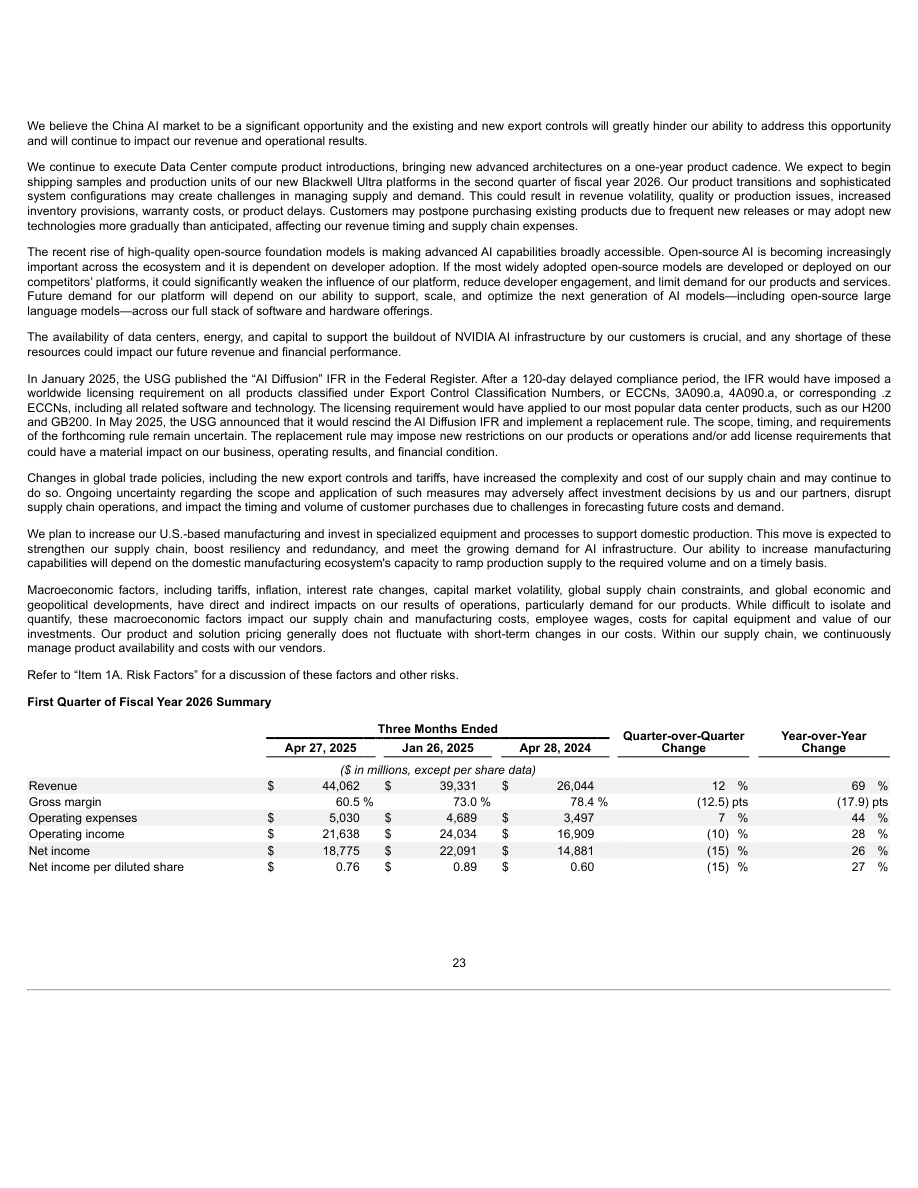 We believe the China AI market to be a significant opportunity and the existing and new export controls will greatly hinder our ability to address this opportunity
and will continue to impact our revenue and operational results.
We continue to execute Data Center compute product introductions, bringing new advanced architectures on a one-year product cadence. We expect to begin
shipping samples and production units of our new Blackwell Ultra platforms in the second quarter of fiscal year 2026. Our product transitions and sophisticated
system configurations may create challenges in managing supply and demand. This could result in revenue volatility, quality or production issues, increased
inventory provisions, warranty costs, or product delays. Customers may postpone purchasing existing products due to frequent new releases or may adopt new
technologies more gradually than anticipated, affecting our revenue timing and supply chain expenses.
The recent rise of high-quality open-source foundation models is making advanced AI capabilities broadly accessible. Open-source AI is becoming increasingly
important across the ecosystem and it is dependent on developer adoption. If the most widely adopted open-source models are developed or deployed on our
competitors’ platforms, it could significantly weaken the influence of our platform, reduce developer engagement, and limit demand for our products and services.
Future demand for our platform will depend on our ability to support, scale, and optimize the next generation of AI models—including open-source large
language models—across our full stack of software and hardware offerings.
The availability of data centers, energy, and capital to support the buildout of NVIDIA AI infrastructure by our customers is crucial, and any shortage of these
resources could impact our future revenue and financial performance.
In January 2025, the USG published the “AI Diffusion” IFR in the Federal Register. After a 120-day delayed compliance period, the IFR would have imposed a
worldwide licensing requirement on all products classified under Export Control Classification Numbers, or ECCNs, 3A090.a, 4A090.a, or corresponding .z
ECCNs, including all related software and technology. The licensing requirement would have applied to our most popular data center products, such as our H200
and GB200. In May 2025, the USG announced that it would rescind the AI Diffusion IFR and implement a replacement rule. The scope, timing, and requirements
of the forthcoming rule remain uncertain. The replacement rule may impose new restrictions on our products or operations and/or add license requirements that
could have a material impact on our business, operating results, and financial condition.
Changes in global trade policies, including the new export controls and tariffs, have increased the complexity and cost of our supply chain and may continue to
do so. Ongoing uncertainty regarding the scope and application of such measures may adversely affect investment decisions by us and our partners, disrupt
supply chain operations, and impact the timing and volume of customer purchases due to challenges in forecasting future costs and demand.
We plan to increase our U.S.-based manufacturing and invest in specialized equipment and processes to support domestic production. This move is expected to
strengthen our supply chain, boost resiliency and redundancy, and meet the growing demand for AI infrastructure. Our ability to increase manufacturing
capabilities will depend on the domestic manufacturing ecosystem's capacity to ramp production supply to the required volume and on a timely basis.
Macroeconomic factors, including tariffs, inflation, interest rate changes, capital market volatility, global supply chain constraints, and global economic and
geopolitical developments, have direct and indirect impacts on our results of operations, particularly demand for our products. While difficult to isolate and
quantify, these macroeconomic factors impact our supply chain and manufacturing costs, employee wages, costs for capital equipment and value of our
investments. Our product and solution pricing generally does not fluctuate with short-term changes in our costs. Within our supply chain, we continuously
manage product availability and costs with our vendors.
Refer to “Item 1A. Risk Factors” for a discussion of these factors and other risks.
First Quarter of Fiscal Year 2026 Summary
Three Months Ended Quarter-over-Quarter Change Year-over-Year Change
Apr 27, 2025 Jan 26, 2025 Apr 28, 2024
($ in millions, except per share data)
Revenue $ 44,062 $ 39,331 $ 26,044 12 % 69 %
Gross margin 60.5 % 73.0 % 78.4 % (12.5) pts (17.9) pts
Operating expenses $ 5,030 $ 4,689 $ 3,497 7 % 44 %
Operating income $ 21,638 $ 24,034 $ 16,909 (10) % 28 %
Net income $ 18,775 $ 22,091 $ 14,881 (15) % 26 %
Net income per diluted share $ 0.76 $ 0.89 $ 0.60 (15) % 27 %
23